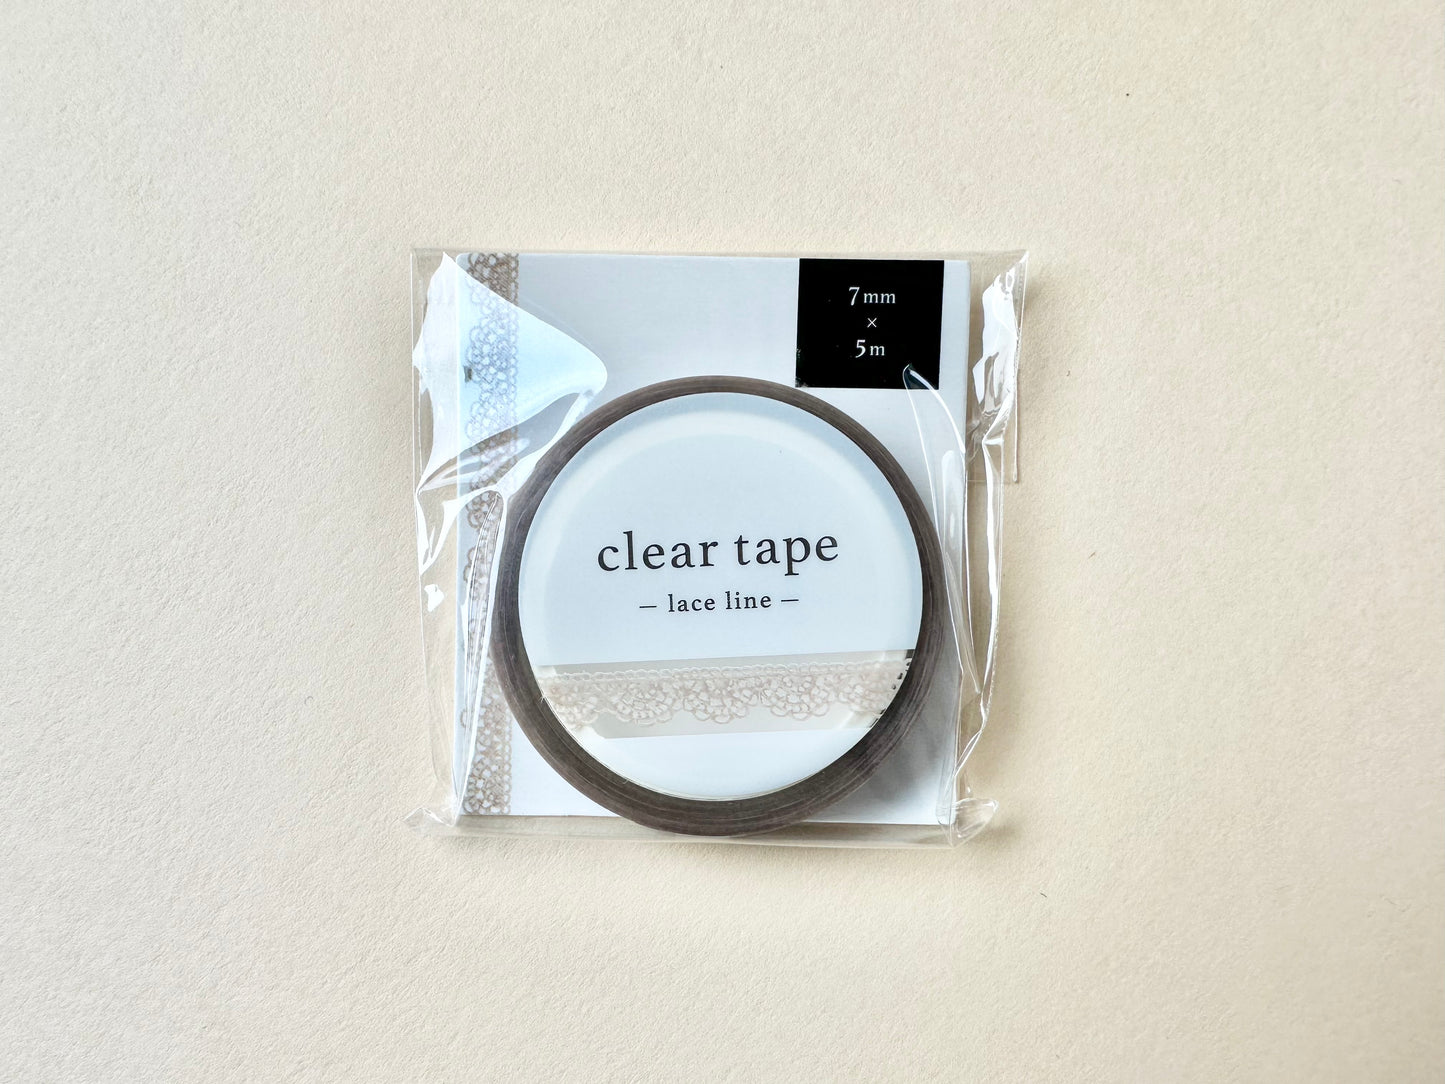 7mm
×
5m
clear tape
— lace line —